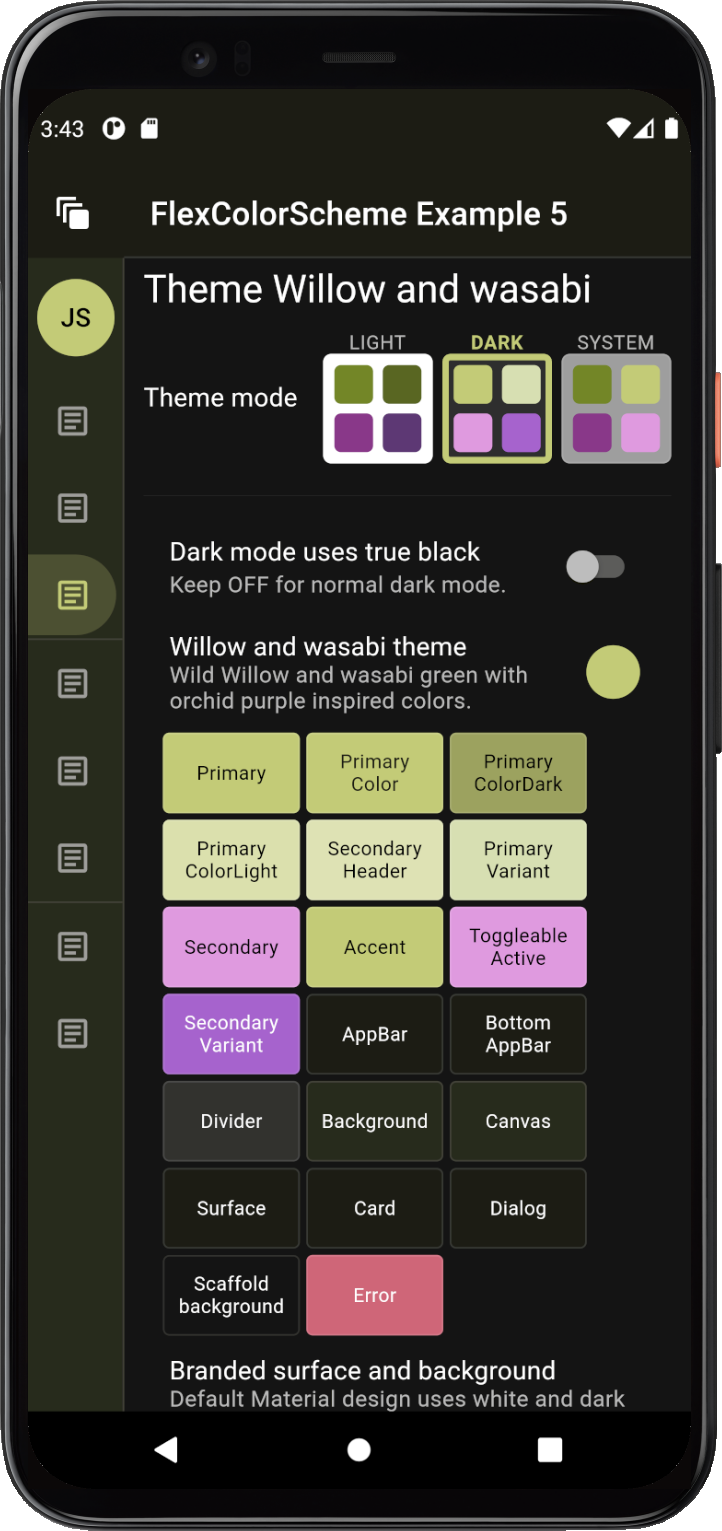 3:43
FlexColorScheme Example 5
JS
Theme Willow and wasabi
LIGHT DARK SYSTEM
Theme mode
Dark mode uses true black
Keep OFF for normal dark mode.
Willow and wasabi theme
Wild Willow and wasabi green with
orchid purple inspired colors.
Primary
Primary
Color
Primary
ColorDark
Primary
ColorLight
Secondary
Header
Primary
Variant
Secondary
Accent
Toggleable
Active
Secondary
Variant
AppBar
Bottom
AppBar
Divider
Background
Canvas
Surface
Card
Dialog
Scaffold
background
Error
Branded surface and background
Default Material design uses white and dark